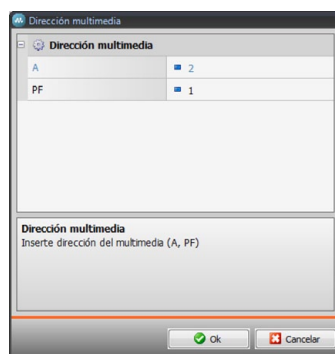 Dirección multimedia
Dirección multimedia
A 2
PF 1
Dirección multimedia
Inserte dirección del multimedia (A, PF)
Ok Cancelar